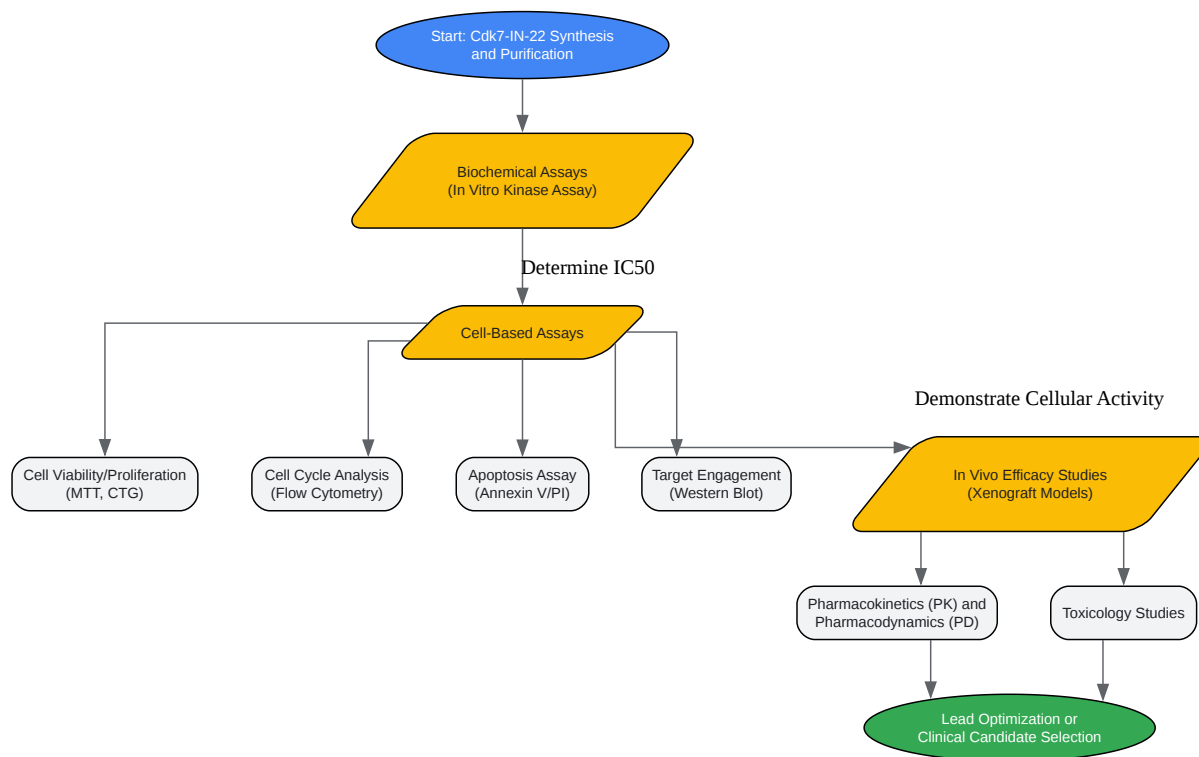 Start: Cdk7-IN-22 Synthesis
and Purification
Biochemical Assays
(In Vitro Kinase Assay)
Determine IC50
Cell-Based Assays
Demonstrate Cellular Activity
Cell Viability/Proliferation
(MTT, CTG)
Cell Cycle Analysis
(Flow Cytometry)
Apoptosis Assay
(Annexin V/PI)
Target Engagement
(Western Blot)
In Vivo Efficacy Studies
(Xenograft Models)
Pharmacokinetics (PK) and
Pharmacodynamics (PD)
Toxicology Studies
Lead Optimization or
Clinical Candidate Selection